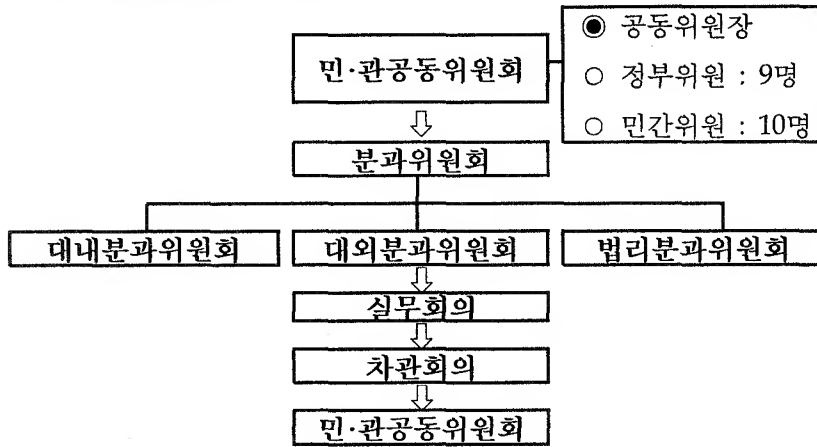 민·관공동위원회
◉ 공동위원장
○ 정부위원 : 9명
○ 민간위원 : 10명
분과위원회
대내분과위원회
대외분과위원회
법리분과위원회
실무회의
차관회의
민·관공동위원회